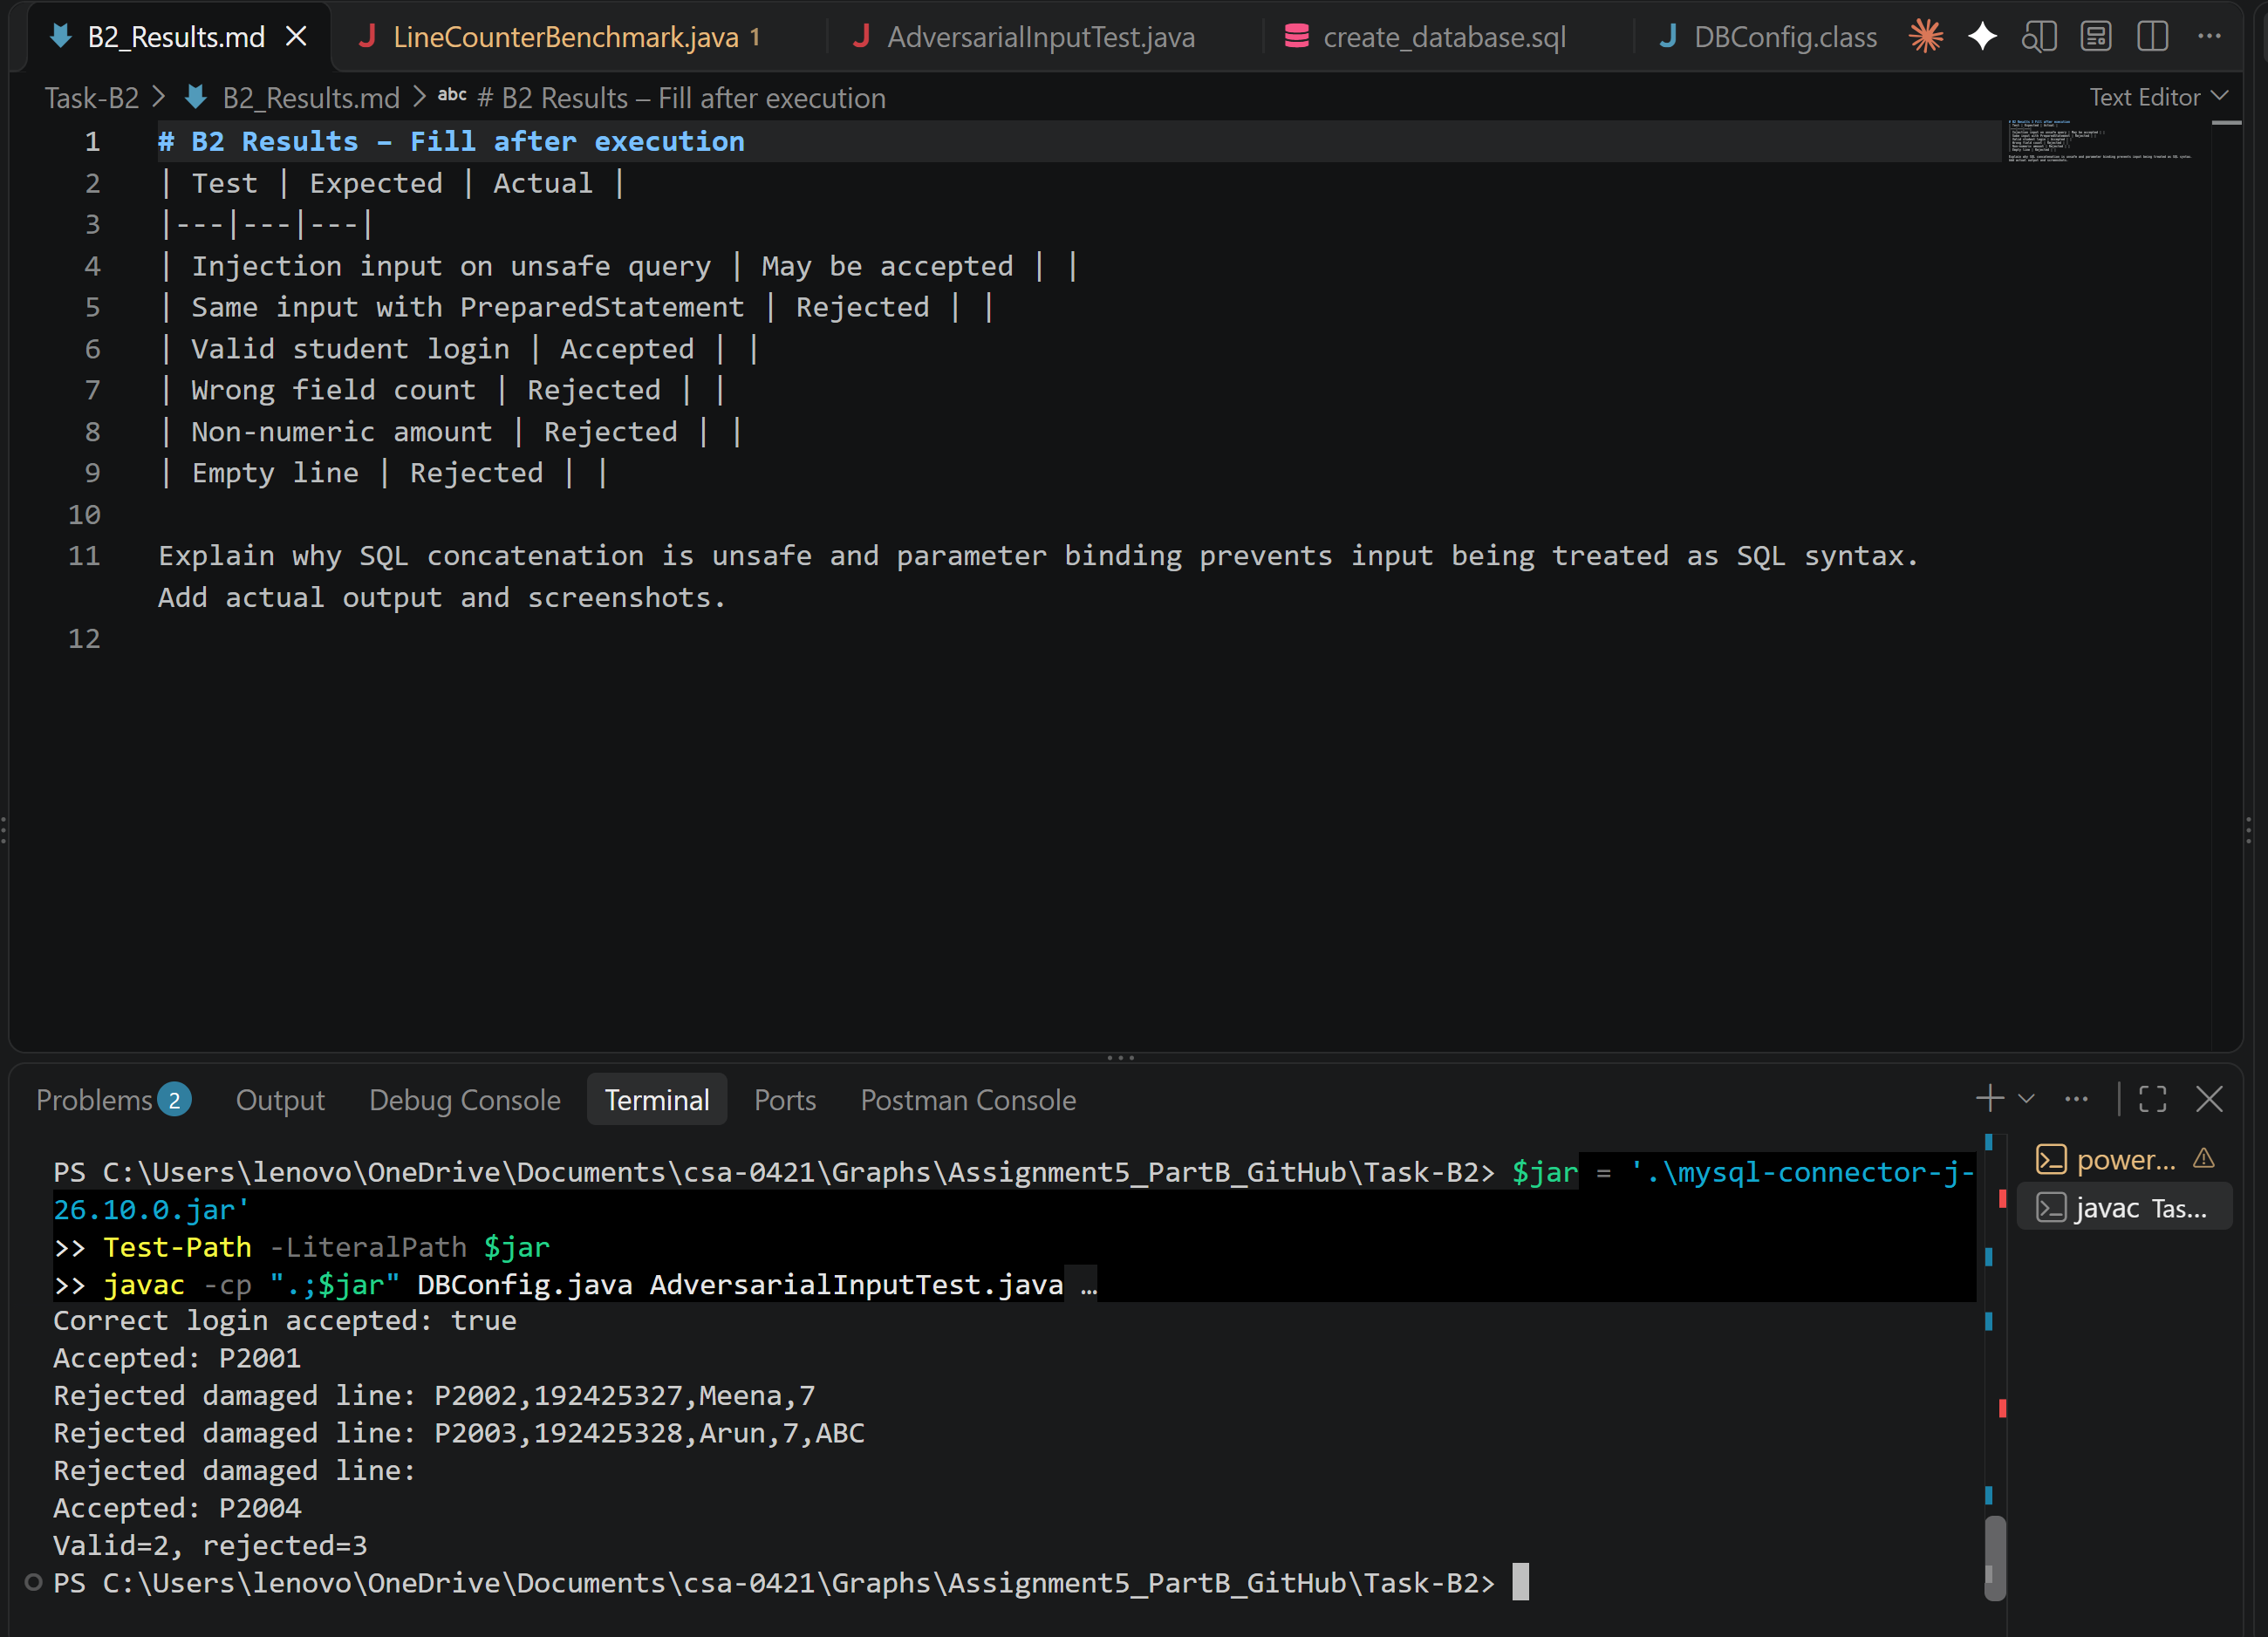 B2_Results.md
LineCounterBenchmark.java 1
AdversarialInputTest.java
create_database.sql
DBConfig.class
Task-B2 > B2_Results.md > abc # B2 Results – Fill after execution
Text Editor
1 # B2 Results – Fill after execution
2 | Test | Expected | Actual |
3 |---|---|---|
4 | Injection input on unsafe query | May be accepted | |
5 | Same input with PreparedStatement | Rejected | |
6 | Valid student login | Accepted | |
7 | Wrong field count | Rejected | |
8 | Non-numeric amount | Rejected | |
9 | Empty line | Rejected | |
10
11 Explain why SQL concatenation is unsafe and parameter binding prevents input being treated as SQL syntax.
Add actual output and screenshots.
12
Problems 2 Output Debug Console Terminal Ports Postman Console
PS C:\Users\lenovo\OneDrive\Documents\csa-0421\Graphs\Assignment5_PartB_GitHub\Task-B2> $jar = '.\mysql-connector-j-
26.10.0.jar'
>> Test-Path -LiteralPath $jar
>> javac -cp ".;$jar" DBConfig.java AdversarialInputTest.java …
Correct login accepted: true
Accepted: P2001
Rejected damaged line: P2002,192425327,Meena,7
Rejected damaged line: P2003,192425328,Arun,7,ABC
Rejected damaged line:
Accepted: P2004
Valid=2, rejected=3
PS C:\Users\lenovo\OneDrive\Documents\csa-0421\Graphs\Assignment5_PartB_GitHub\Task-B2>
power...
javac Tas...